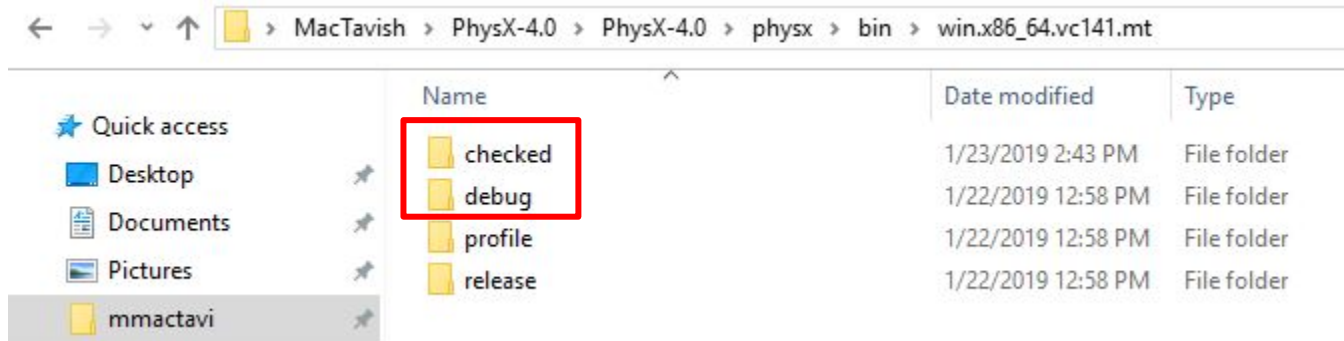 MacTavish > PhysX-4.0 > PhysX-4.0 > physx > bin > win.x86_64.vc141.mt
Name Date modified Type
Quick access
checked 1/23/2019 2:43 PM File folder
Desktop
debug 1/22/2019 12:58 PM File folder
Documents
profile 1/22/2019 12:58 PM File folder
Pictures
release 1/22/2019 12:58 PM File folder
mmactavi